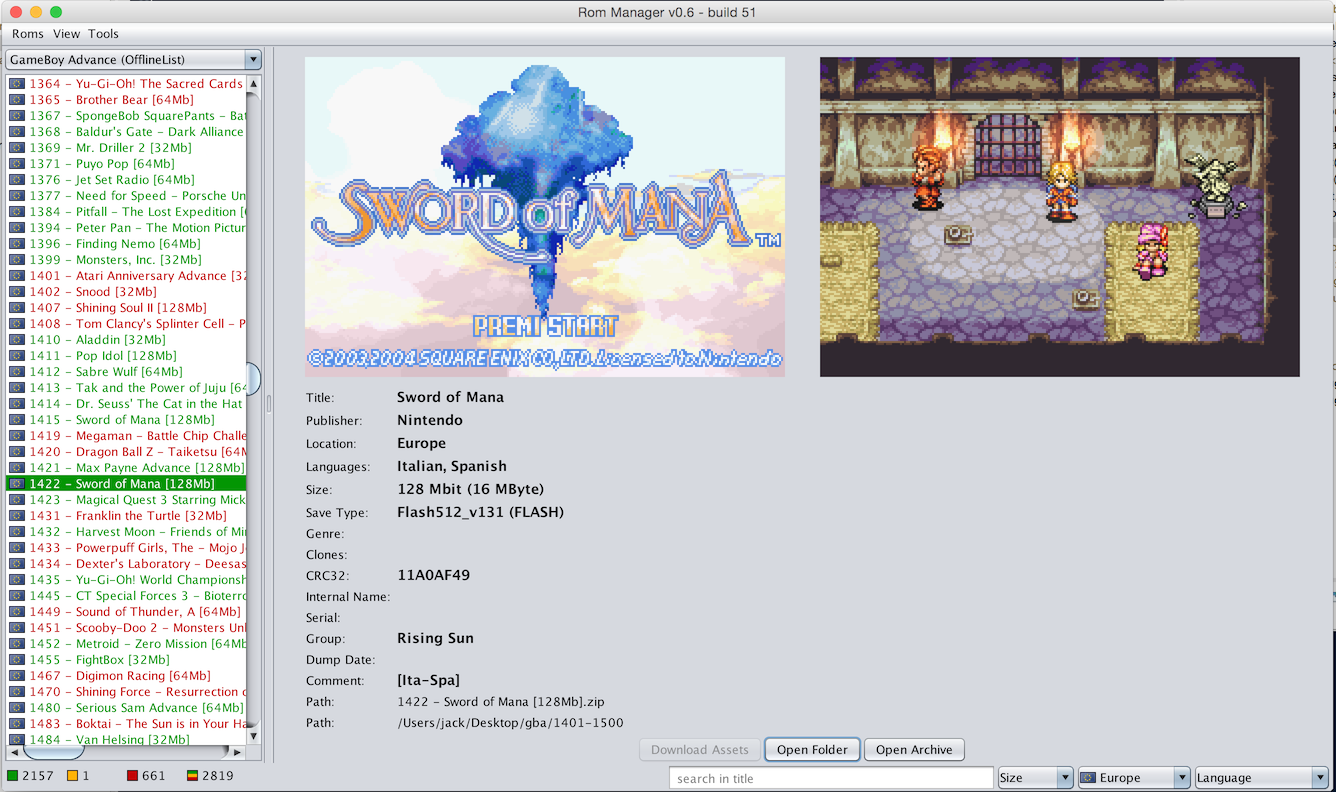 Rom Manager v0.6 - build 51
Roms View Tools
GameBoy Advance (OfflineList)
1364 - Yu-Gi-Oh! The Sacred Cards
1365 - Brother Bear [64Mb]
1367 - SpongeBob SquarePants - Bat
1368 - Baldur's Gate - Dark Alliance
1369 - Mr. Driller 2 [32Mb]
1371 - Puyo Pop [64Mb]
1376 - Jet Set Radio [64Mb]
1377 - Need for Speed - Porsche Un
1384 - Pitfall - The Lost Expedition [
1394 - Peter Pan - The Motion Pictur
1396 - Finding Nemo [64Mb]
1399 - Monsters, Inc. [32Mb]
1401 - Atari Anniversary Advance [32
1402 - Snood [32Mb]
1407 - Shining Soul II [128Mb]
1408 - Tom Clancy's Splinter Cell - P
1410 - Aladdin [32Mb]
1411 - Pop Idol [128Mb]
1412 - Sabre Wulf [64Mb]
1413 - Tak and the Power of Juju [64
1414 - Dr. Seuss' The Cat in the Hat
1415 - Sword of Mana [128Mb]
1419 - Megaman - Battle Chip Challe
1420 - Dragon Ball Z - Taiketsu [64M
1421 - Max Payne Advance [128Mb]
1422 - Sword of Mana [128Mb]
1423 - Magical Quest 3 Starring Mick
1431 - Franklin the Turtle [32Mb]
1432 - Harvest Moon - Friends of Mi
1433 - Powerpuff Girls, The - Mojo J
1434 - Dexter's Laboratory - Deesas
1435 - Yu-Gi-Oh! World Championsh
1445 - CT Special Forces 3 - Bioterro
1449 - Sound of Thunder, A [64Mb]
1451 - Scooby-Doo 2 - Monsters Unl
1452 - Metroid - Zero Mission [64Mb
1455 - FightBox [32Mb]
1467 - Digimon Racing [64Mb]
1470 - Shining Force - Resurrection o
1480 - Serious Sam Advance [64Mb]
1483 - Boktai - The Sun is in Your Ha
1484 - Van Helsing [32Mb]
2157 1 661 2819
SWORD of MANA™
PREMI START
©2003,2004 SQUARE ENIX CO.,LTD. Licensed to Nintendo
Title: Sword of Mana
Publisher: Nintendo
Location: Europe
Languages: Italian, Spanish
Size: 128 Mbit (16 MByte)
Save Type: Flash512_v131 (FLASH)
Genre:
Clones:
CRC32: 11A0AF49
Internal Name:
Serial:
Group: Rising Sun
Dump Date:
Comment: [Ita-Spa]
Path: 1422 - Sword of Mana [128Mb].zip
Path: /Users/jack/Desktop/gba/1401-1500
Download Assets Open Folder Open Archive
search in title Size Europe Language